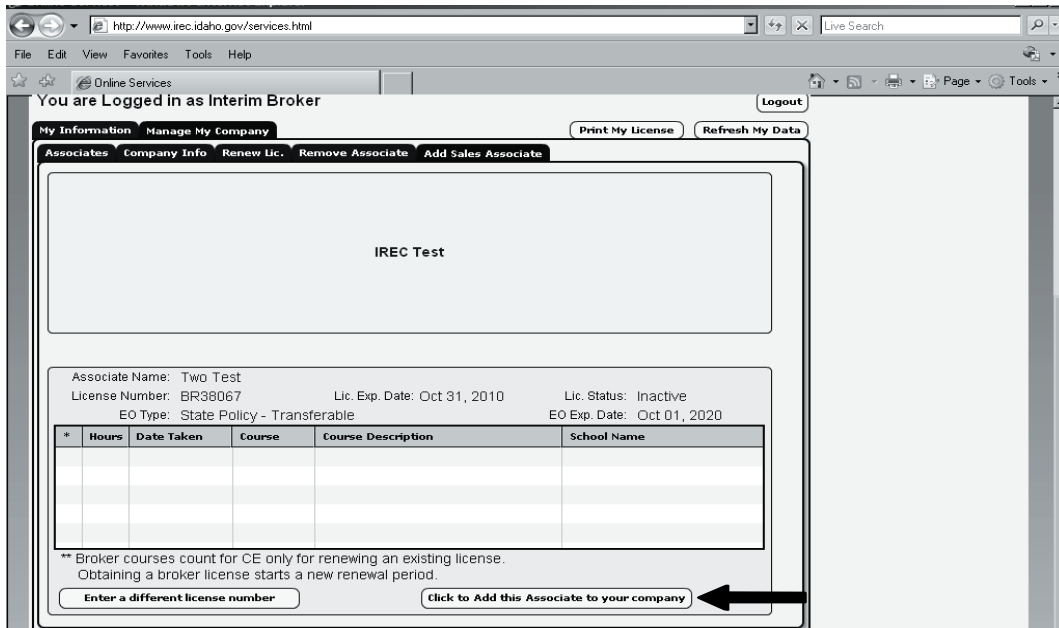 http://www.irec.idaho.gov/services.html Live Search
File Edit View Favorites Tools Help
Online Services Page Tools
You are Logged in as Interim Broker Logout
My Information Manage My Company Print My License Refresh My Data
Associates Company Info Renew Lic. Remove Associate Add Sales Associate
IREC Test
Associate Name: Two Test
License Number: BR38067 Lic. Exp. Date: Oct 31, 2010 Lic. Status: Inactive
EO Type: State Policy - Transferable EO Exp. Date: Oct 01, 2020
* Hours Date Taken Course Course Description School Name
** Broker courses count for CE only for renewing an existing license.
Obtaining a broker license starts a new renewal period.
Enter a different license number Click to Add this Associate to your company